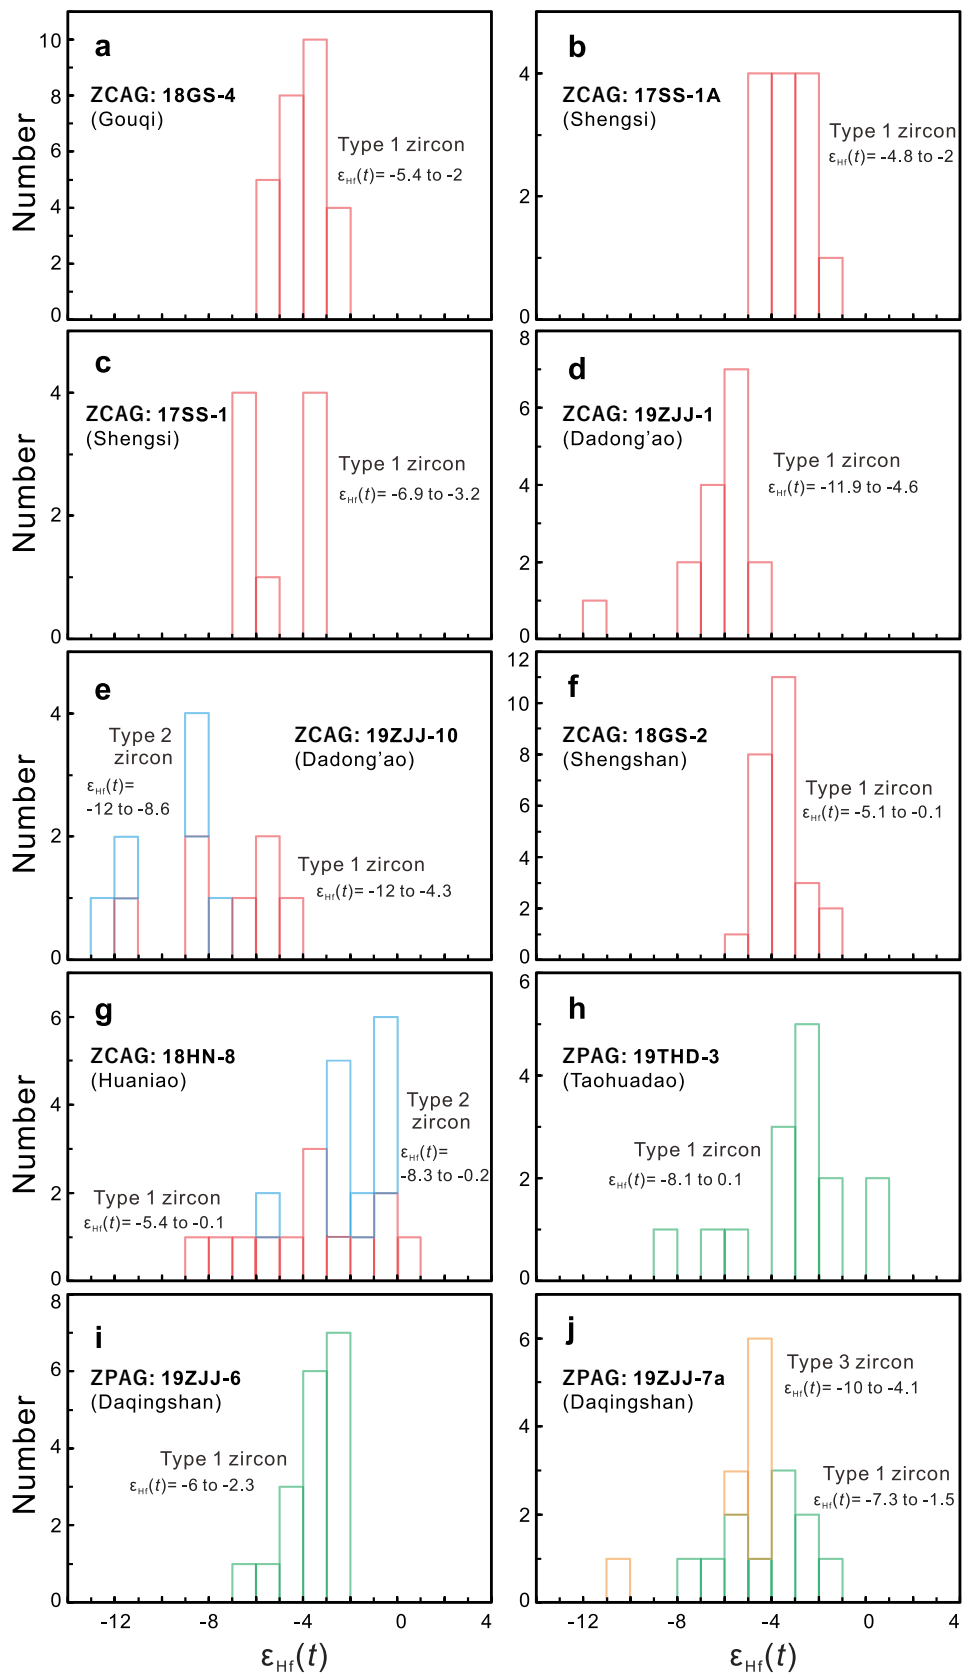 a
ZCAG: 18GS-4
(Gouqi)
Type 1 zircon
εHf(t)= -5.4 to -2
Number
10
8
6
4
2
0
b
ZCAG: 17SS-1A
(Shengsi)
Type 1 zircon
εHf(t)= -4.8 to -2
4
2
0
c
ZCAG: 17SS-1
(Shengsi)
Type 1 zircon
εHf(t)= -6.9 to -3.2
Number
4
2
0
d
ZCAG: 19ZJJ-1
(Dadong'ao)
Type 1 zircon
εHf(t)= -11.9 to -4.6
8
6
4
2
0
e
Type 2
zircon
εHf(t)=
-12 to -8.6
ZCAG: 19ZJJ-10
(Dadong'ao)
Type 1 zircon
εHf(t)= -12 to -4.3
4
2
0
f
ZCAG: 18GS-2
(Shengshan)
Type 1 zircon
εHf(t)= -5.1 to -0.1
12
10
8
6
4
2
0
g
ZCAG: 18HN-8
(Huaniao)
Type 2
zircon
εHf(t)=
-8.3 to -0.2
Type 1 zircon
εHf(t)= -5.4 to -0.1
Number
6
4
2
0
h
ZPAG: 19THD-3
(Taohuadao)
Type 1 zircon
εHf(t)= -8.1 to 0.1
6
4
2
0
i
ZPAG: 19ZJJ-6
(Daqingshan)
Type 1 zircon
εHf(t)= -6 to -2.3
Number
8
6
4
2
0
-12
-8
-4
0
4
εHf(t)
j
ZPAG: 19ZJJ-7a
(Daqingshan)
Type 3 zircon
εHf(t)= -10 to -4.1
Type 1 zircon
εHf(t)= -7.3 to -1.5
6
4
2
0
-12
-8
-4
0
4
εHf(t)